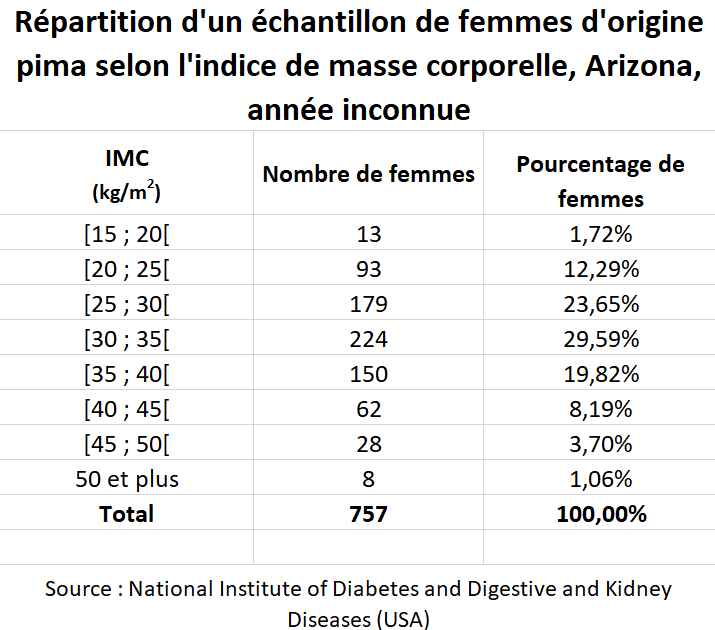 Répartition d'un échantillon de femmes d'origine
pima selon l'indice de masse corporelle, Arizona,
année inconnue
IMC
(kg/m²)
Nombre de femmes
Pourcentage de
femmes
[15 ; 20[ 13 1,72%
[20 ; 25[ 93 12,29%
[25 ; 30[ 179 23,65%
[30 ; 35[ 224 29,59%
[35 ; 40[ 150 19,82%
[40 ; 45[ 62 8,19%
[45 ; 50[ 28 3,70%
50 et plus 8 1,06%
Total 757 100,00%
Source : National Institute of Diabetes and Digestive and Kidney
Diseases (USA)